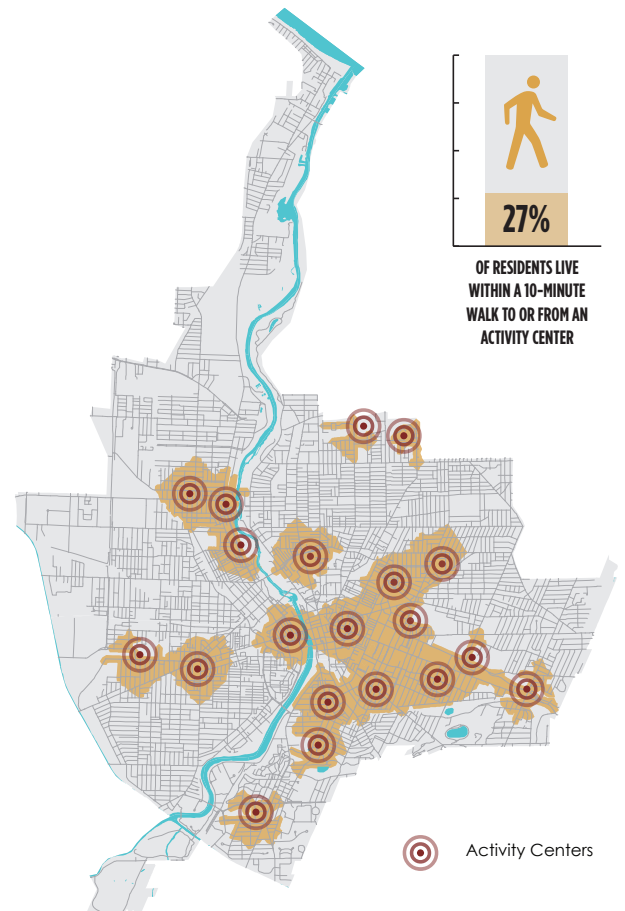 27%
OF RESIDENTS LIVE
WITHIN A 10-MINUTE
WALK TO OR FROM AN
ACTIVITY CENTER
Activity Centers